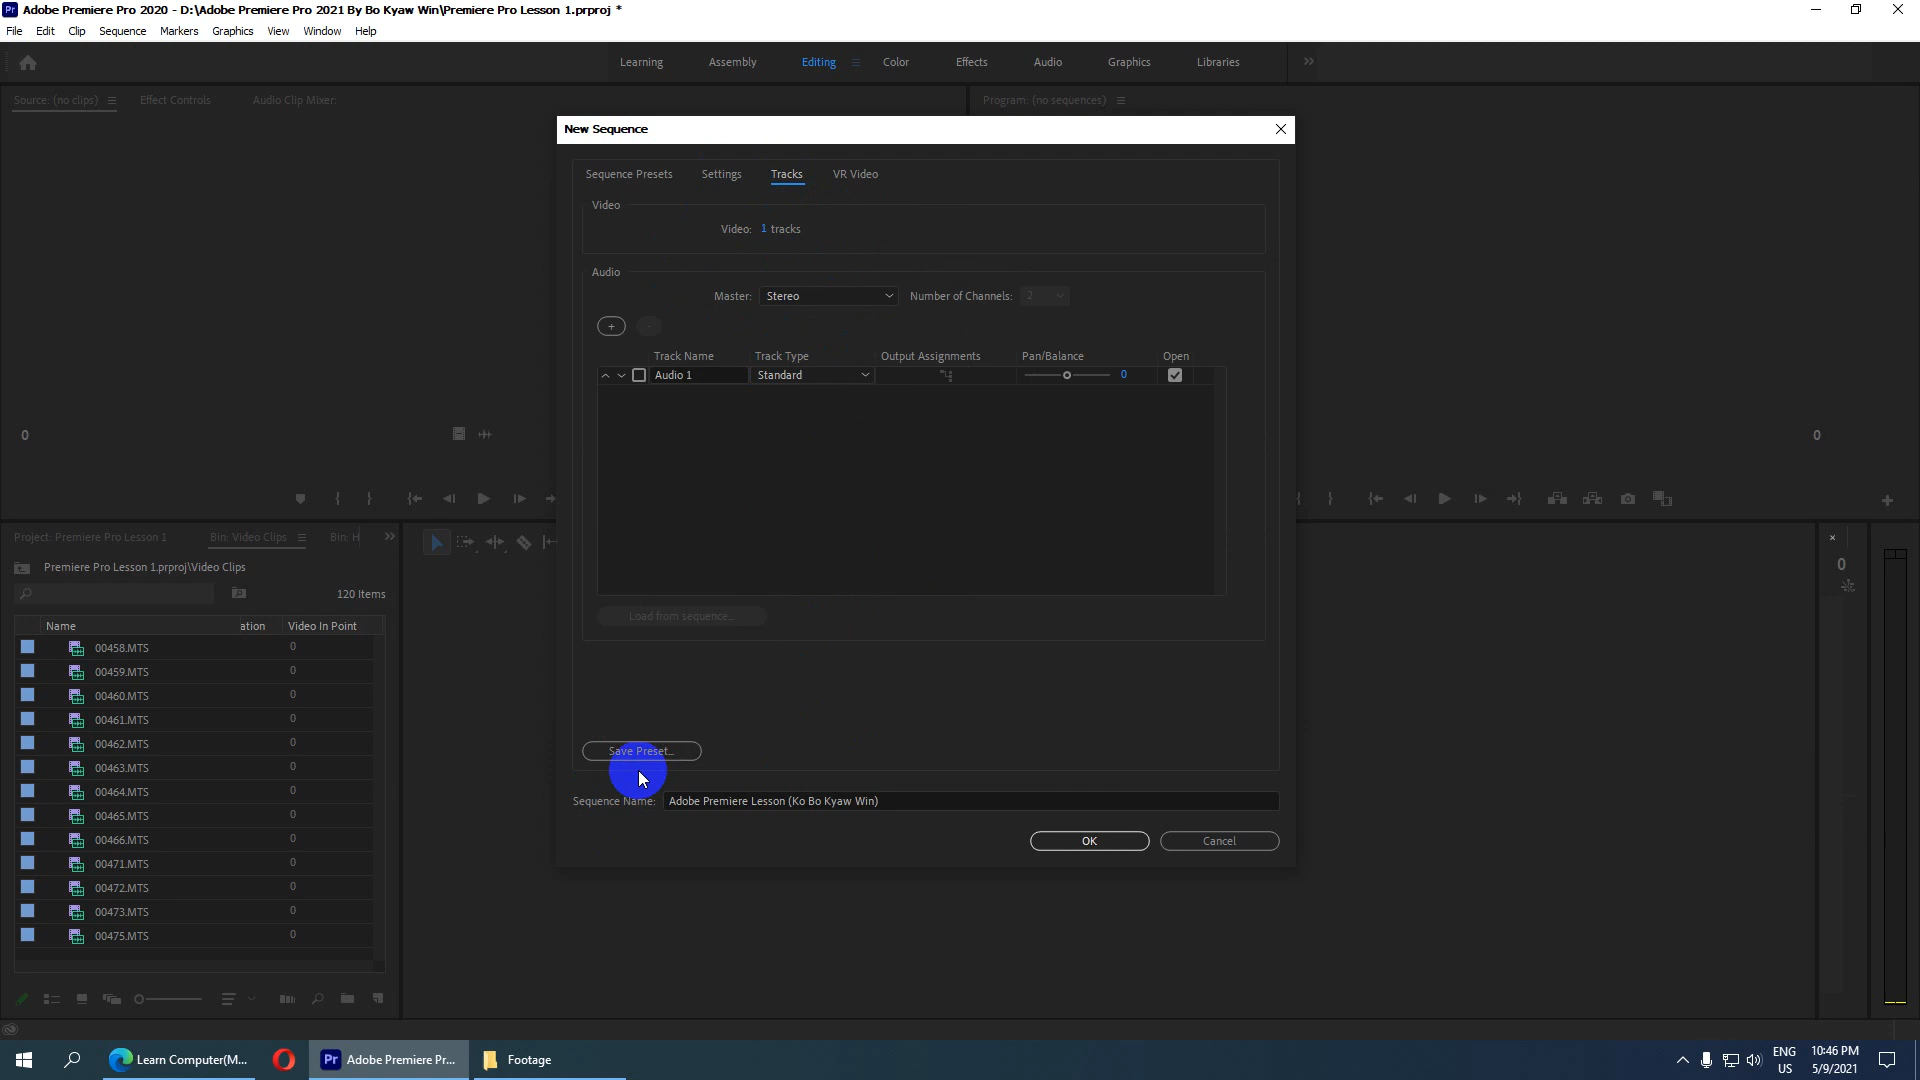 Adobe Premiere Pro 2020 - D:\Adobe Premiere Pro 2021 By Bo Kyaw Win\Premiere Pro Lesson 1.prproj *
File Edit Clip Sequence Markers Graphics View Window Help
Learning Assembly Editing Color Effects Audio Graphics Libraries
Source: (no clips) Effect Controls Audio Clip Mixer: Program: (no sequences)
New Sequence
Sequence Presets Settings Tracks VR Video
Video
Video: 1 tracks
Audio
Master: Stereo Number of Channels: 2
+ -
Track Name Track Type Output Assignments Pan/Balance Open
Audio 1 Standard 0
0 0
Load from sequence...
Save Preset...
Sequence Name: Adobe Premiere Lesson (Ko Bo Kyaw Win)
OK Cancel
Project: Premiere Pro Lesson 1 Bin: Video Clips Bin: H
Premiere Pro Lesson 1.prproj\Video Clips
120 Items
Name ation Video In Point
00458.MTS 0
00459.MTS 0
00460.MTS 0
00461.MTS 0
00462.MTS 0
00463.MTS 0
00464.MTS 0
00465.MTS 0
00466.MTS 0
00471.MTS 0
00472.MTS 0
00473.MTS 0
00475.MTS 0
0
Learn Computer(M... Pr Adobe Premiere Pr... Footage
ENG US
10:46 PM
5/9/2021